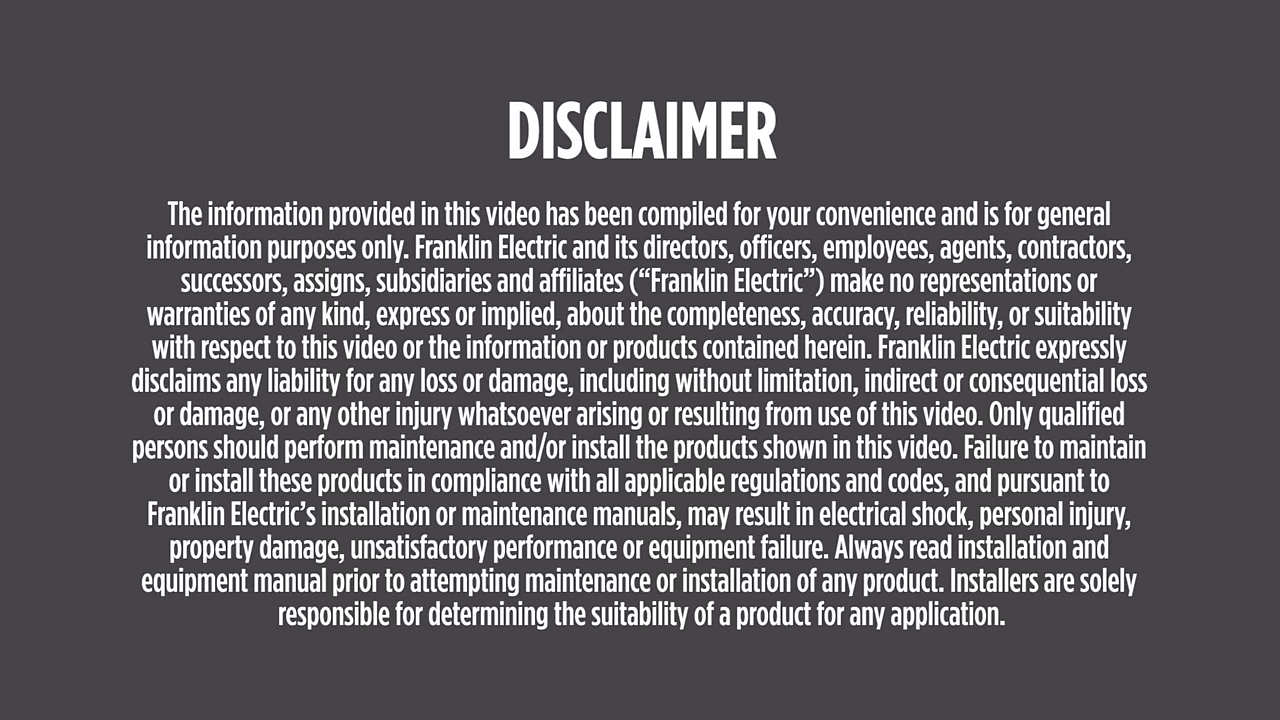 DISCLAIMER
The information provided in this video has been compiled for your convenience and is for general
information purposes only. Franklin Electric and its directors, officers, employees, agents, contractors,
successors, assigns, subsidiaries and affiliates (“Franklin Electric”) make no representations or
warranties of any kind, express or implied, about the completeness, accuracy, reliability, or suitability
with respect to this video or the information or products contained herein. Franklin Electric expressly
disclaims any liability for any loss or damage, including without limitation, indirect or consequential loss
or damage, or any other injury whatsoever arising or resulting from use of this video. Only qualified
persons should perform maintenance and/or install the products shown in this video. Failure to maintain
or install these products in compliance with all applicable regulations and codes, and pursuant to
Franklin Electric’s installation or maintenance manuals, may result in electrical shock, personal injury,
property damage, unsatisfactory performance or equipment failure. Always read installation and
equipment manual prior to attempting maintenance or installation of any product. Installers are solely
responsible for determining the suitability of a product for any application.